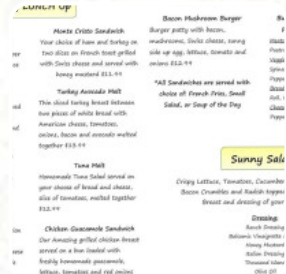 LUNCH Up
Monte Cristo Sandwich
Your choice of ham and turkey on
two slices on French toast grilled
with Swiss cheese and served with
honey mustard $11.99
Turkey Avocado Melt
Thin sliced turkey breast between
two pieces of white bread with
American cheese, tomatoes,
onions, bacon and avocado melted
together $13.99
Tuna Melt
Homemade Tuna Salad served on
your choice of bread and cheese,
slice of tomatoes, melted together
$12.99
Chicken Guacamole Sandwich
Our Amazing grilled chicken breast
served on a bun loaded with
freshly homemade guacamole,
lettuce, tomatoes and red onions
Bacon Mushroom Burger
Burger patty with bacon,
mushrooms, Swiss cheese, sunny
side up egg, lettuce, tomato and
onions $12.99
*All Sandwiches are served with
choice of French Fries, Small
Salad, or Soup of the Day
Sunny Sala
Crispy Lettuce, Tomatoes, Cucumbe
Bacon Crumbles and Radish toppe
Breast and dressing of your
Dressing
Ranch Dressing
Balsamic Vinaigrette
Honey Mustard
Italian Dressing
Thousand Island
Olive Oil